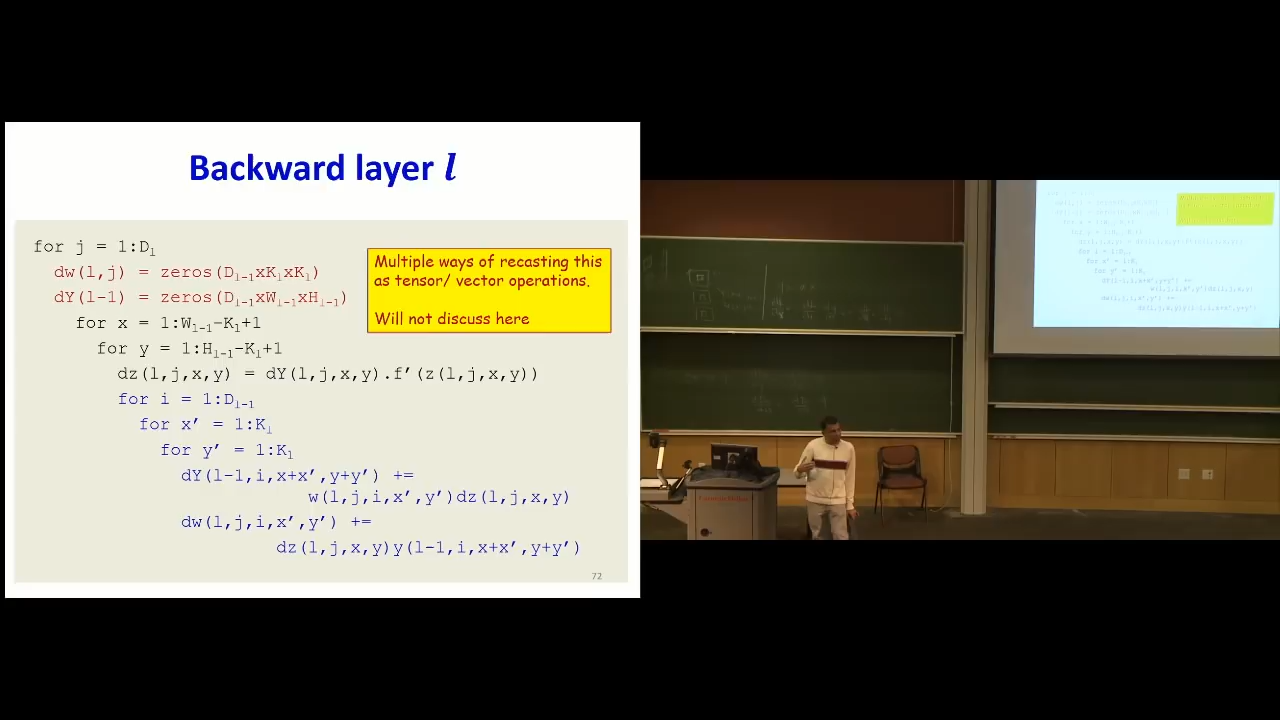 Backward layer l
for j = 1:Dl
dw(l,j) = zeros(Dl-1xKlxKl)
dY(l-1) = zeros(Dl-1xWl-1xHl-1)
for x = 1:Wl-1-Kl+1
for y = 1:Hl-1-Kl+1
dz(l,j,x,y) = dY(l,j,x,y).f′(z(l,j,x,y))
for i = 1:Dl-1
for x′ = 1:Kl
for y′ = 1:Kl
dY(l-1,i,x+x′,y+y′) +=
w(l,j,i,x′,y′)dz(l,j,x,y)
dw(l,j,i,x′,y′) +=
dz(l,j,x,y)y(l-1,i,x+x′,y+y′)
Multiple ways of recasting this
as tensor/ vector operations.
Will not discuss here
72